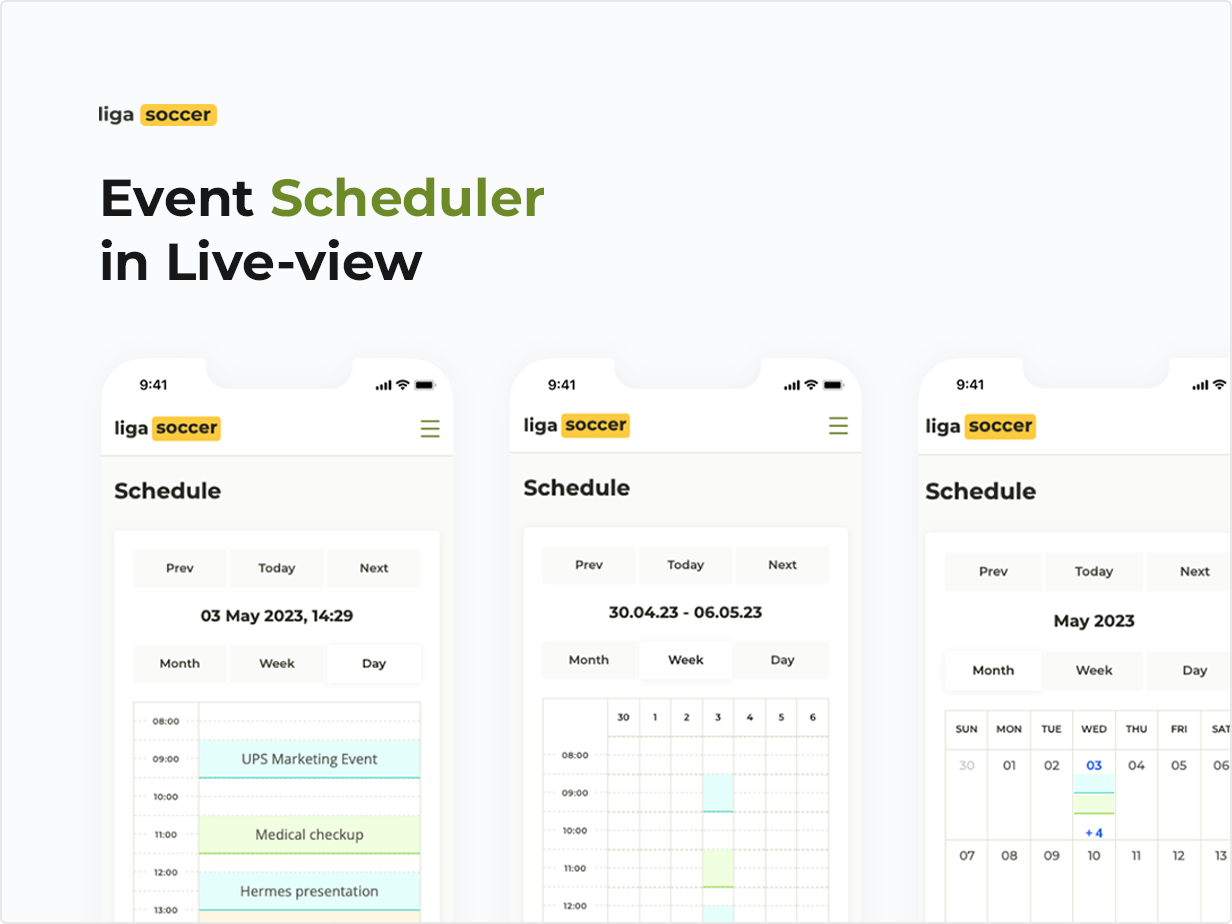 liga soccer
Event Scheduler
in Live-view
9:41
liga soccer
Schedule
Prev Today Next
03 May 2023, 14:29
Month Week Day
08:00
09:00 UPS Marketing Event
10:00
11:00 Medical checkup
12:00
Hermes presentation
13:00
9:41
liga soccer
Schedule
Prev Today Next
30.04.23 - 06.05.23
Month Week Day
30 1 2 3 4 5 6
08:00
09:00
10:00
11:00
12:00
9:41
liga soccer
Schedule
Prev Today Next
May 2023
Month Week Day
SUN MON TUE WED THU FRI SAT
30 01 02 03 04 05 06
+ 4
07 08 09 10 11 12 13